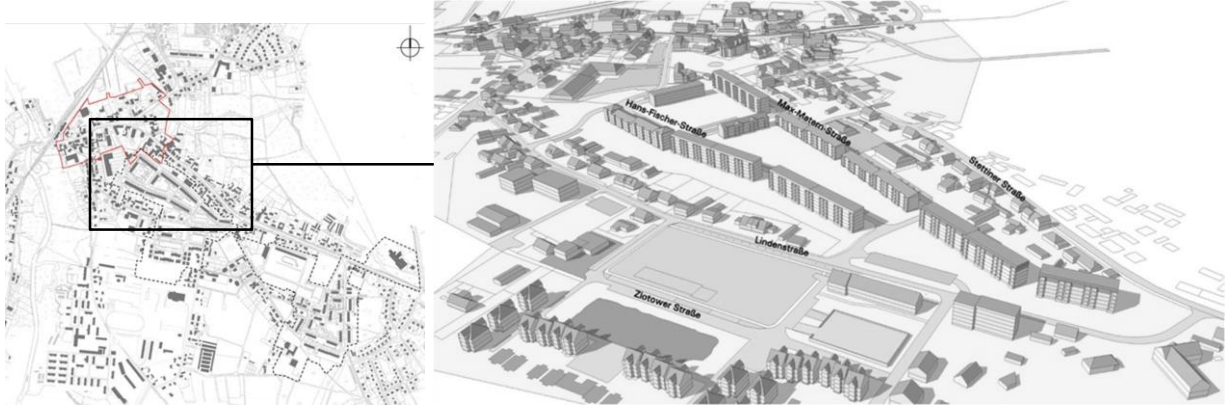 Hans-Fischer-Straße
Max-Matern-Straße
Stettiner Straße
Lindenstraße
Zlotower Straße